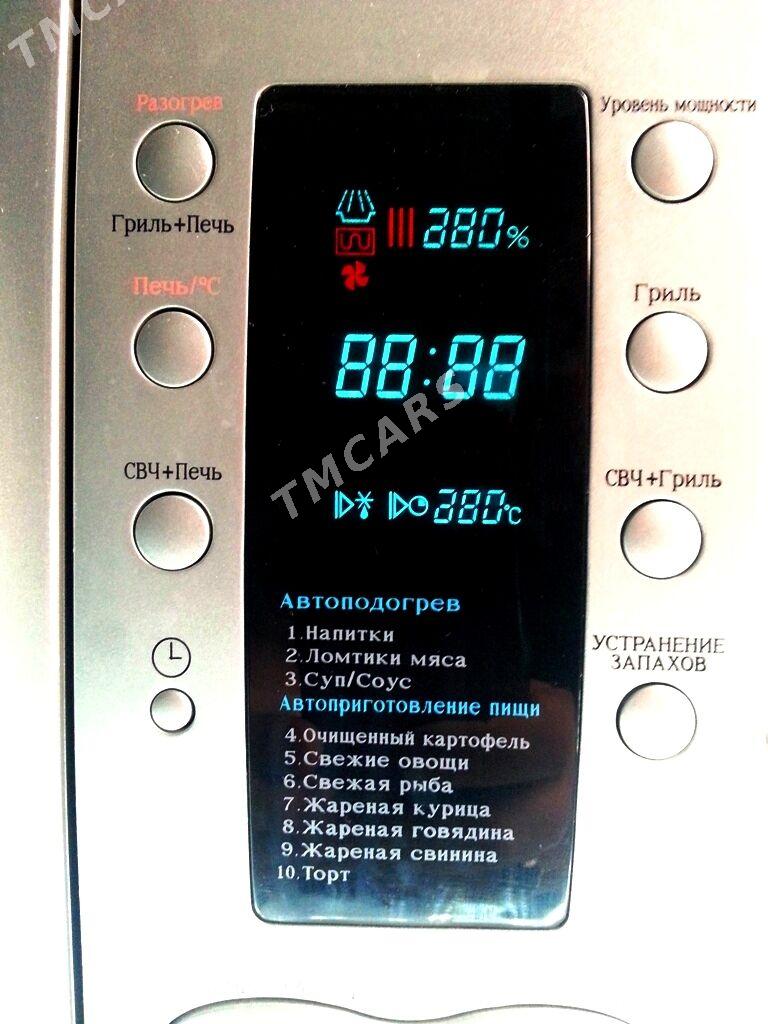 TMCARS
Разогрев
Уровень мощности
Гриль+Печь
280%
Печь/°C
Гриль
88:88
TMCARS
СВЧ+Печь
СВЧ+Гриль
380°C
Автоподогрев
1.Напитки
2.Ломтики мяса
3.Суп/Соус
УСТРАНЕНИЕ
ЗАПАХОВ
Автоприготовление пищи
4.Очищенный картофель
5.Свежие овощи
6.Свежая рыба
7.Жареная курица
8.Жареная говядина
9.Жареная свинина
10.Торт